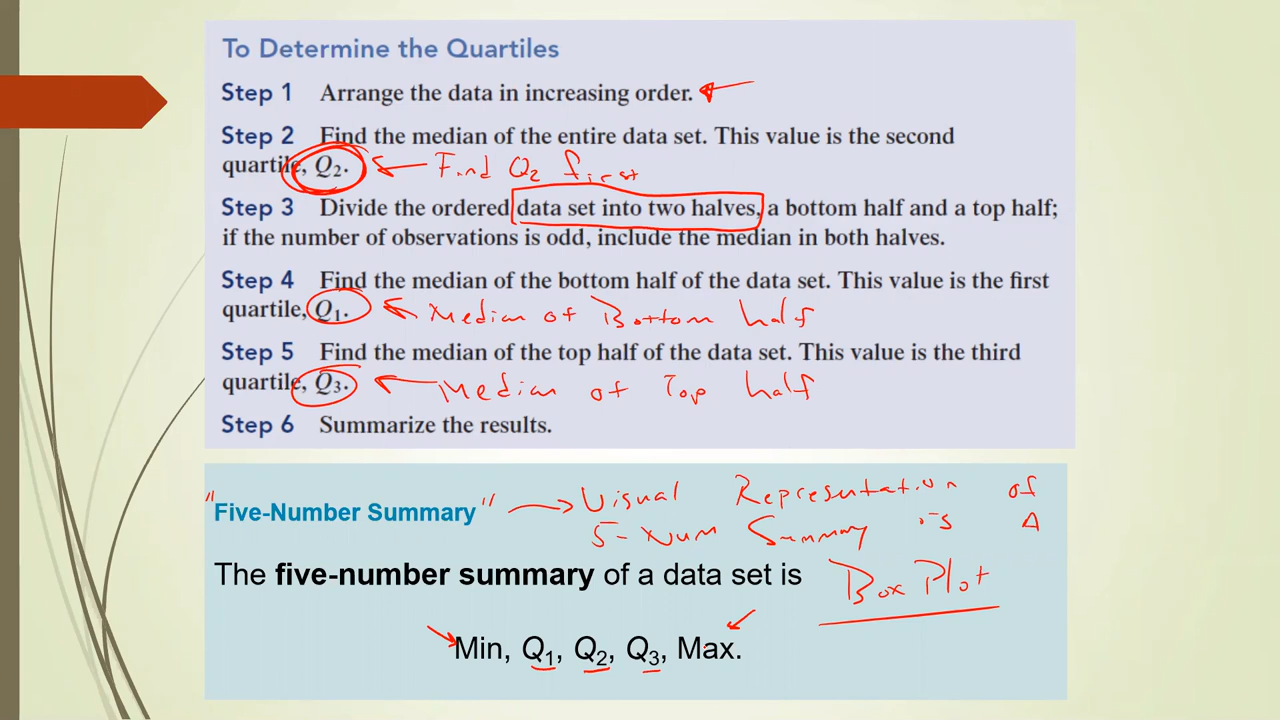 To Determine the Quartiles
Step 1 Arrange the data in increasing order.
Step 2 Find the median of the entire data set. This value is the second
quartile, Q2. Find Q2 first
Step 3 Divide the ordered data set into two halves, a bottom half and a top half;
if the number of observations is odd, include the median in both halves.
Step 4 Find the median of the bottom half of the data set. This value is the first
quartile, Q1. Median of Bottom half
Step 5 Find the median of the top half of the data set. This value is the third
quartile, Q3. Median of Top half
Step 6 Summarize the results.
"Five-Number Summary" Visual Representation of
5-Num Summary is A
The five-number summary of a data set is Box Plot
Min, Q1, Q2, Q3, Max.